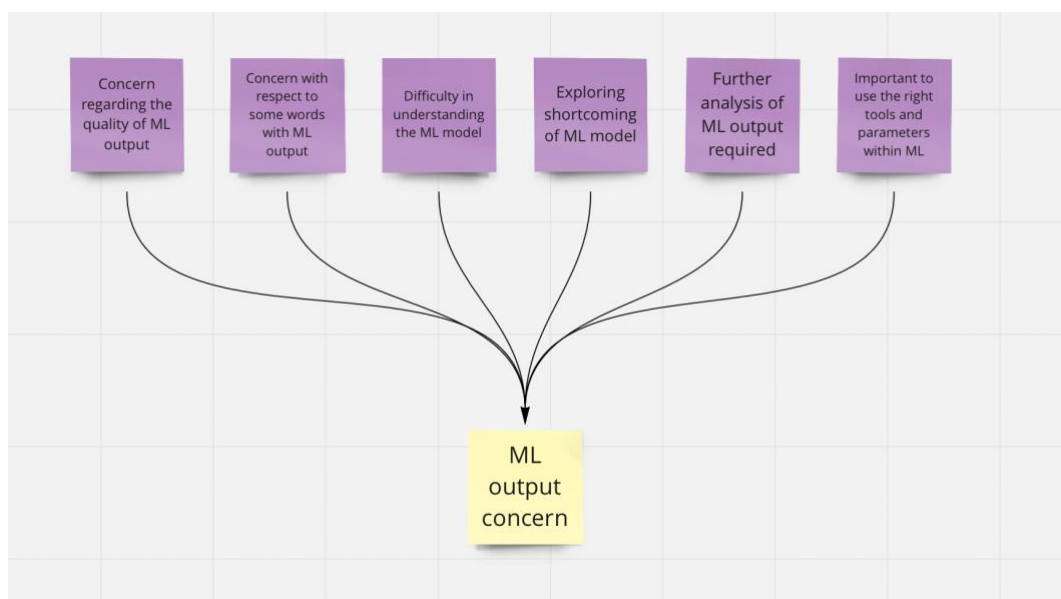 Concern
regarding the
quality of ML
output
Concern with
respect to
some words
with ML
output
Difficulty in
understanding
the ML model
Exploring
shortcoming
of ML model
Further
analysis of
ML output
required
Important to
use the right
tools and
parameters
within ML
ML
output
concern